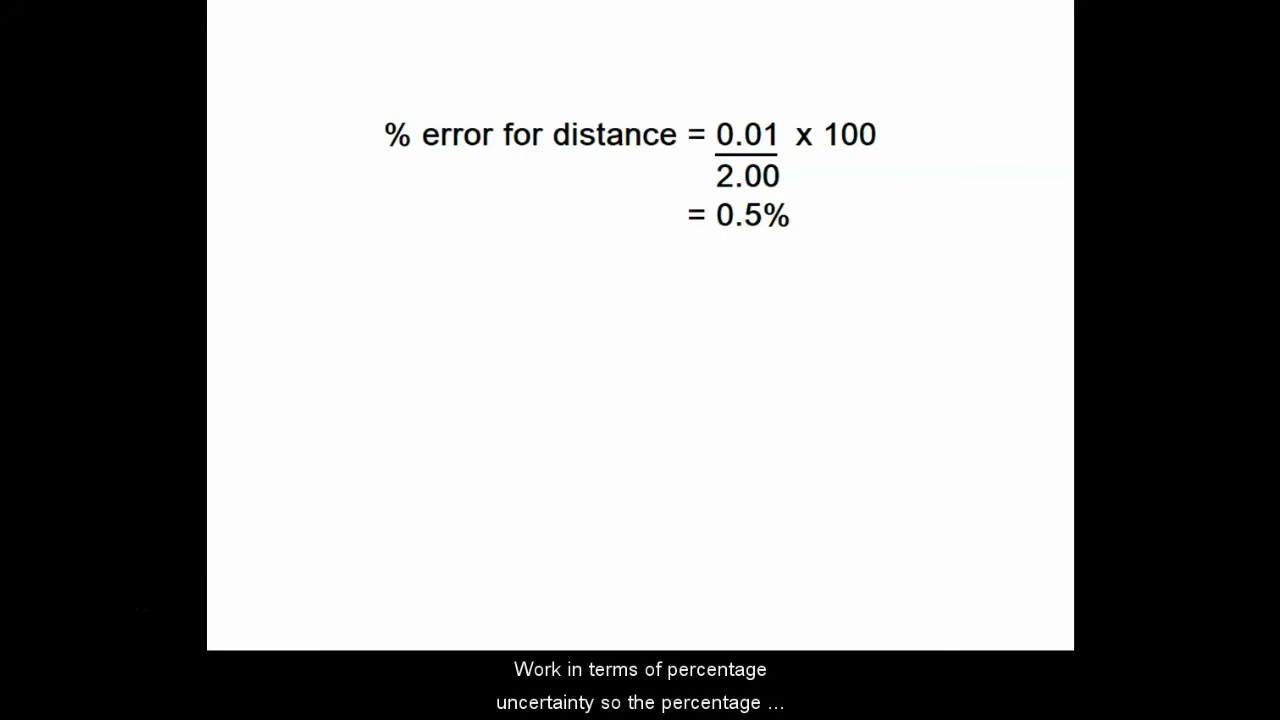 % error for distance = 0.01 x 100
2.00
= 0.5%
Work in terms of percentage
uncertainty so the percentage ...